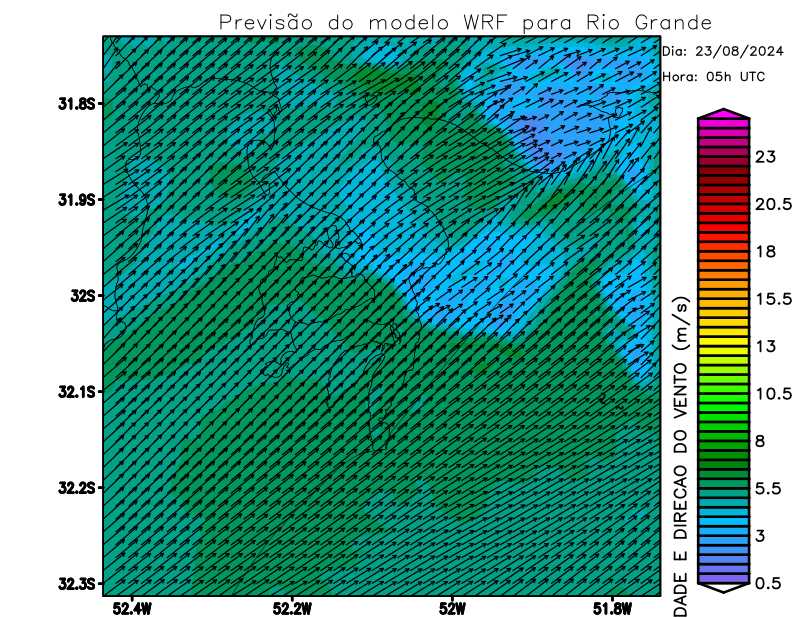 Previsão do modelo WRF para Rio Grande
Dia: 23/08/2024
Hora: 05h UTC
31.8S
31.9S
32S
32.1S
32.2S
32.3S
52.4W
52.2W
52W
51.8W
23
20.5
18
15.5
13
10.5
8
5.5
3
0.5
DADE E DIRECAO DO VENTO (m/s)